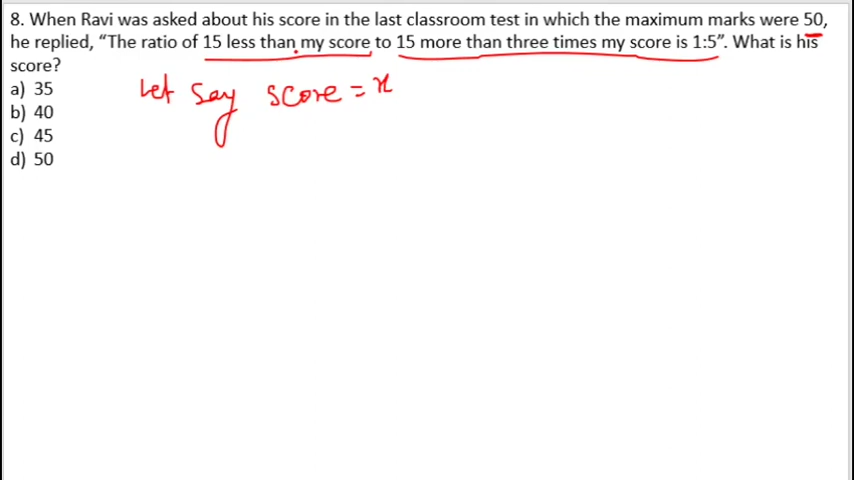 8. When Ravi was asked about his score in the last classroom test in which the maximum marks were 50,
he replied, “The ratio of 15 less than my score to 15 more than three times my score is 1:5”. What is his
score?
a) 35
Let say score = x
b) 40
c) 45
d) 50